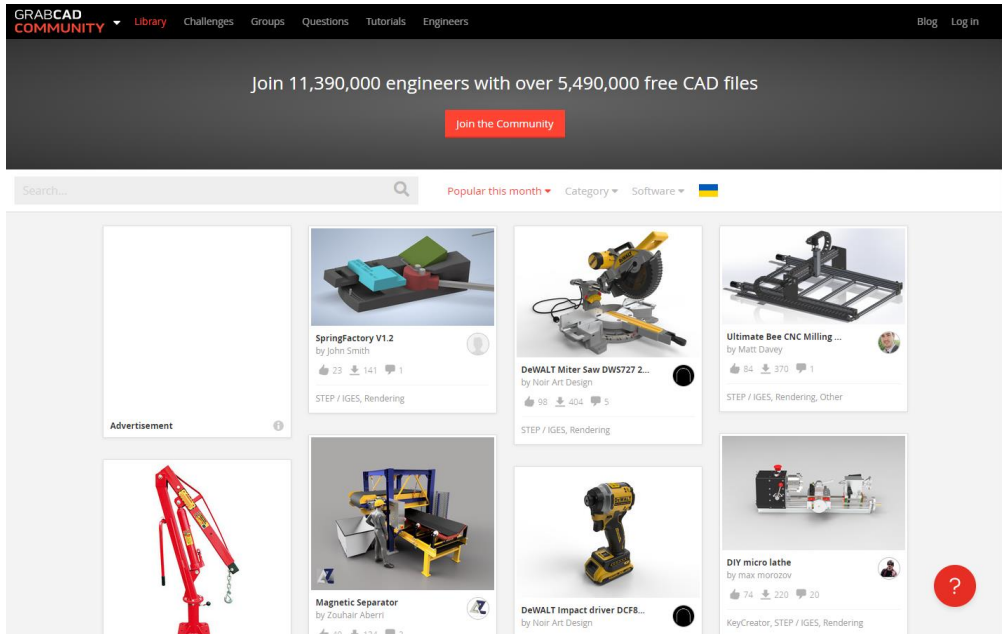 GRABCAD
COMMUNITY
Library Challenges Groups Questions Tutorials Engineers Blog Log in
Join 11,390,000 engineers with over 5,490,000 free CAD files
Join the Community
Search...
Popular this month Category Software
Advertisement
SpringFactory V1.2
by John Smith
23 141 1
STEP / IGES, Rendering
DeWALT Miter Saw DWS727 2...
by Noir Art Design
98 404 5
STEP / IGES, Rendering
Ultimate Bee CNC Milling ...
by Matt Davey
84 370 1
STEP / IGES, Rendering, Other
Magnetic Separator
by Zouhair Aberri
DeWALT Impact driver DCF8...
by Noir Art Design
DIY micro lathe
by max morozov
74 220 20
KeyCreator, STEP / IGES, Rendering
?